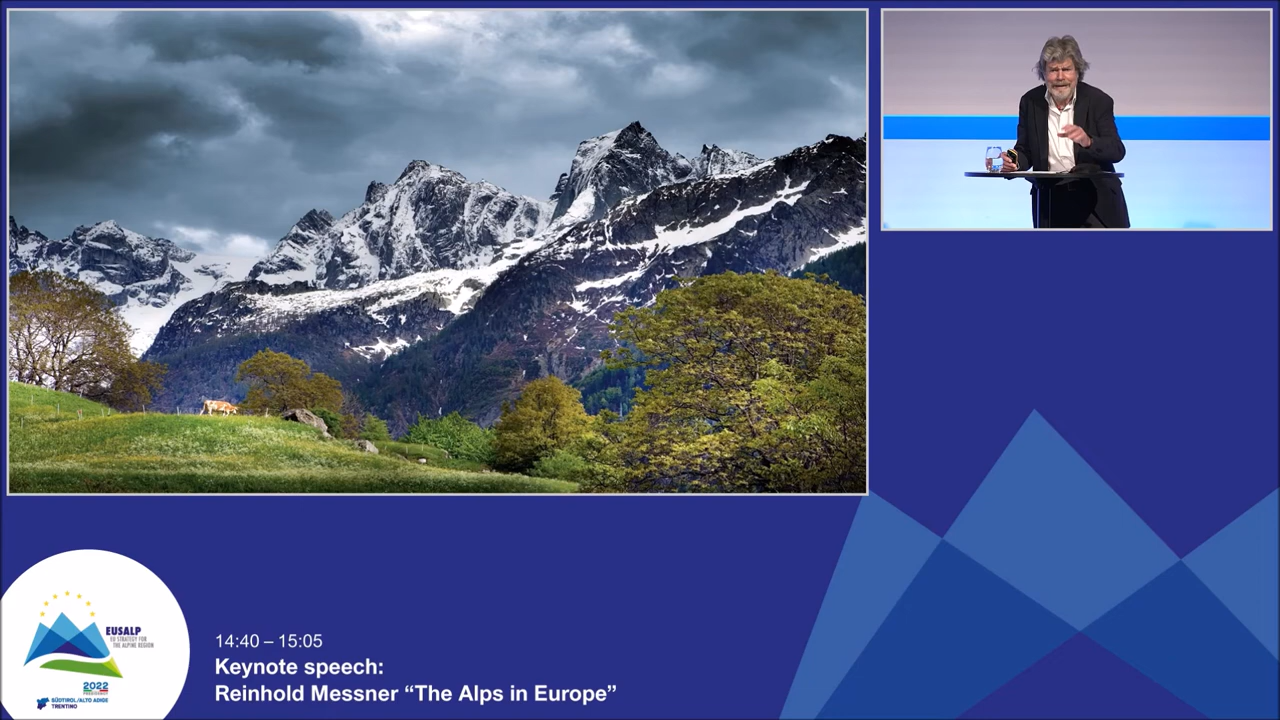 EUSALP
EU STRATEGY FOR
THE ALPINE REGION
2022
PRESIDENCY
SÜDTIROL/ALTO ADIGE
TRENTINO
14:40 – 15:05
Keynote speech:
Reinhold Messner “The Alps in Europe”